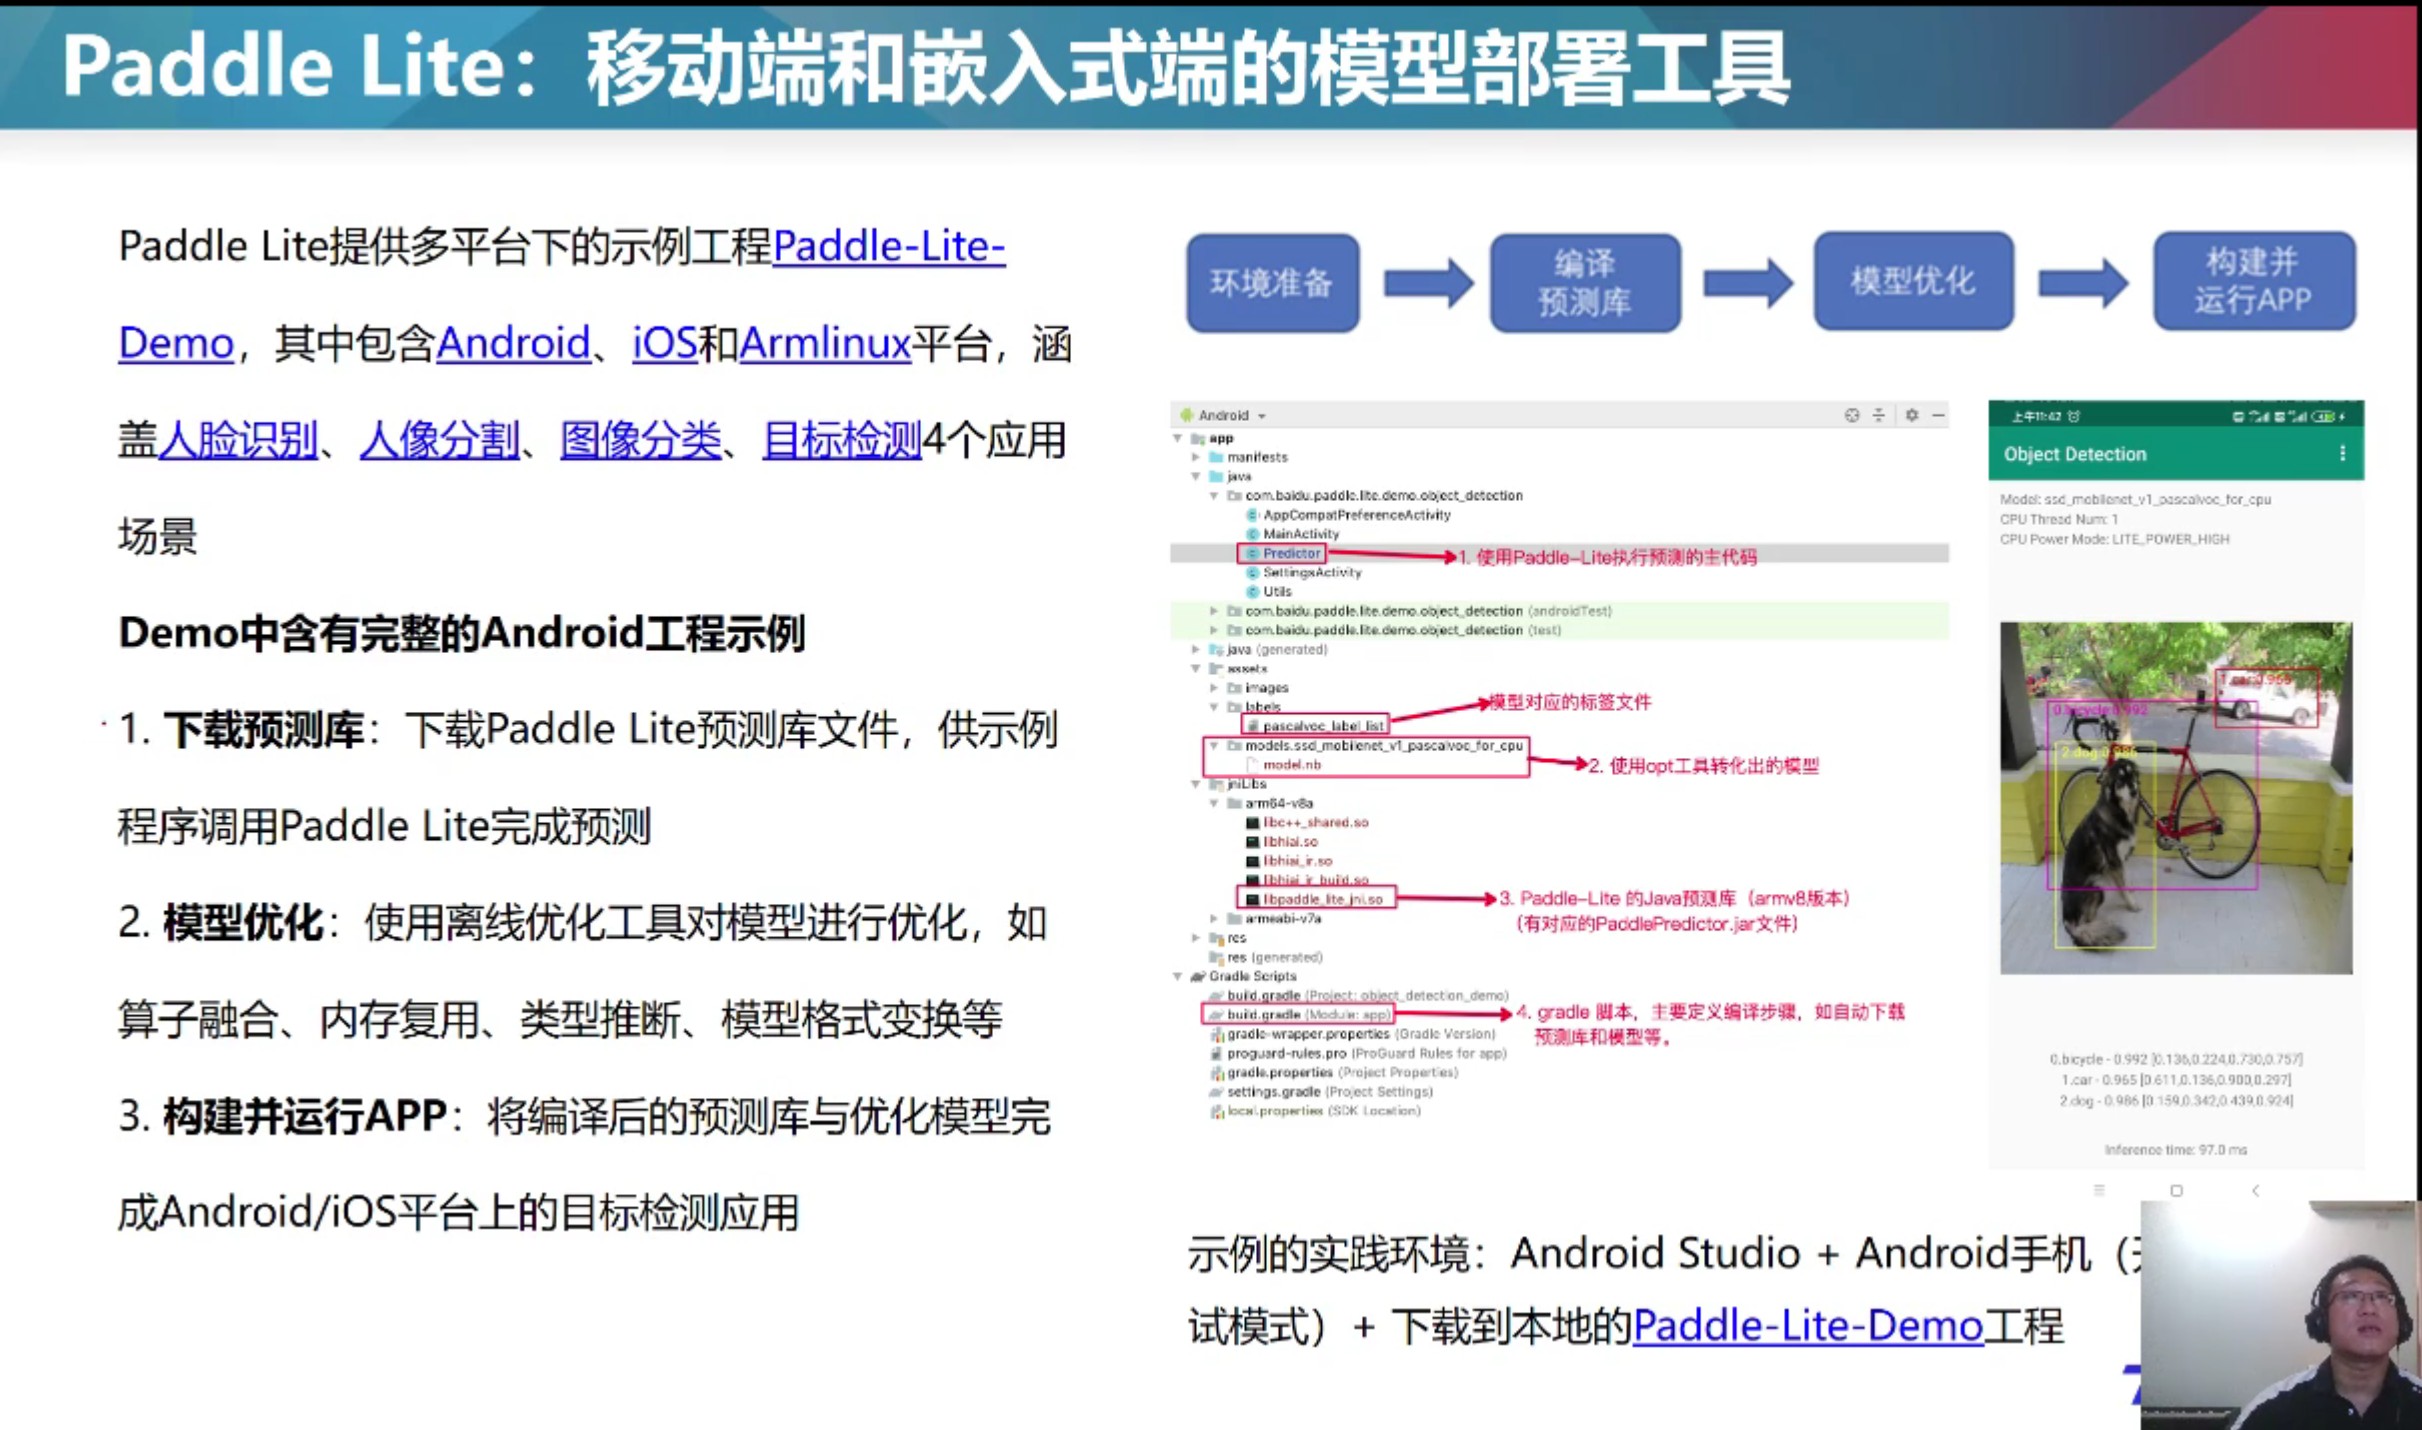 Paddle Lite：移动端和嵌入式端的模型部署工具
Paddle Lite提供多平台下的示例工程Paddle-Lite-
Demo，其中包含Android、iOS和Armlinux平台，涵
盖人脸识别、人像分割、图像分类、目标检测4个应用
场景
Demo中含有完整的Android工程示例
1. 下载预测库：下载Paddle Lite预测库文件，供示例
程序调用Paddle Lite完成预测
2. 模型优化：使用离线优化工具对模型进行优化，如
算子融合、内存复用、类型推断、模型格式变换等
3. 构建并运行APP：将编译后的预测库与优化模型完
成Android/iOS平台上的目标检测应用
环境准备
编译
预测库
模型优化
构建并
运行APP
Android
app
manifests
java
com.baidu.paddle.lite.demo.object_detection
AppCompatPreferenceActivity
MainActivity
Predictor
1. 使用Paddle-Lite执行预测的主代码
SettingsActivity
Utils
com.baidu.paddle.lite.demo.object_detection (androidTest)
com.baidu.paddle.lite.demo.object_detection (test)
java (generated)
assets
images
labels
模型对应的标签文件
pascalvoc_label_list
models.ssd_mobilenet_v1_pascalvoc_for_cpu
model.nb
2. 使用opt工具转化出的模型
jniLibs
arm64-v8a
libc++_shared.so
libhiai.so
libhiai_ir.so
libhiai_ir_build.so
libpaddle_lite_jni.so
3. Paddle-Lite 的Java预测库（armv8版本）
（有对应的PaddlePredictor.jar文件）
armeabi-v7a
res
res (generated)
Gradle Scripts
build.gradle (Project: object_detection_demo)
build.gradle (Module: app)
4. gradle 脚本，主要定义编译步骤，如自动下载
预测库和模型等。
gradle-wrapper.properties (Gradle Version)
proguard-rules.pro (ProGuard Rules for app)
gradle.properties (Project Properties)
settings.gradle (Project Settings)
local.properties (SDK Location)
上午11:42
Object Detection
Model: ssd_mobilenet_v1_pascalvoc_for_cpu
CPU Thread Num: 1
CPU Power Mode: LITE_POWER_HIGH
1.car:0.965
0.bicycle:0.992
2.dog:0.986
0.bicycle - 0.992 [0.136,0.224,0.730,0.757]
1.car - 0.965 [0.611,0.136,0.900,0.297]
2.dog - 0.986 [0.159,0.342,0.439,0.924]
Inference time: 97.0 ms
示例的实践环境：Android Studio + Android手机（
试模式）+ 下载到本地的Paddle-Lite-Demo工程